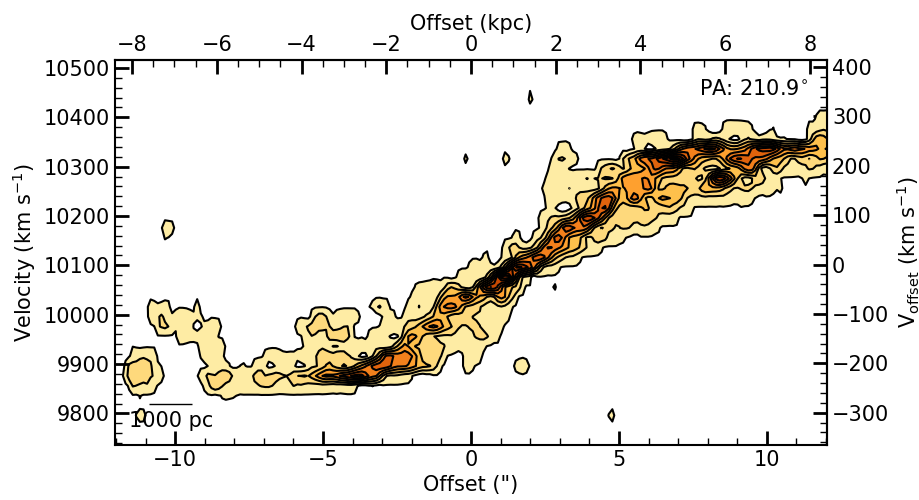 Offset (kpc)
−8 −6 −4 −2 0 2 4 6 8
PA: 210.9°
10500
10400
10300
10200
10100
10000
9900
9800
Velocity (km s⁻¹)
400
300
200
100
0
−100
−200
−300
V_offset (km s⁻¹)
1000 pc
−10 −5 0 5 10
Offset (")